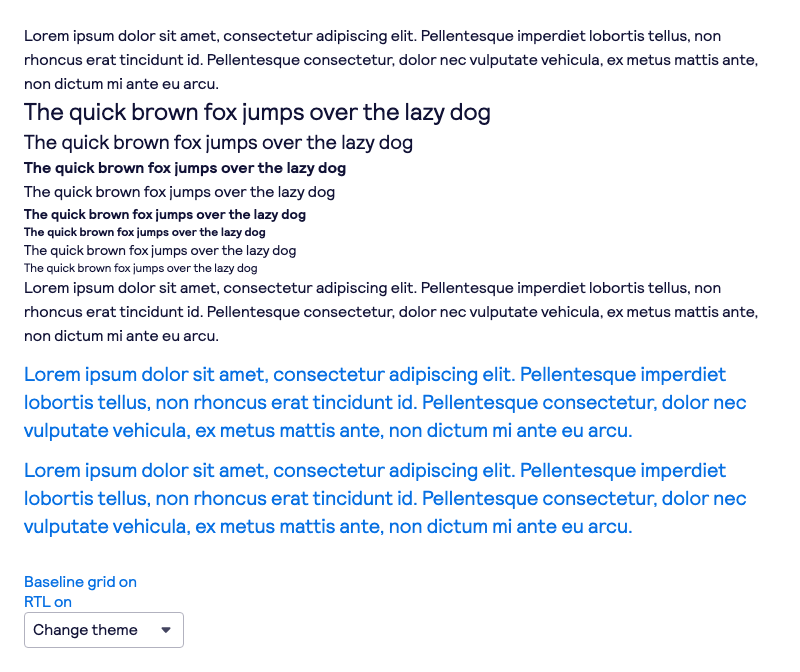 Lorem ipsum dolor sit amet, consectetur adipiscing elit. Pellentesque imperdiet lobortis tellus, non
rhoncus erat tincidunt id. Pellentesque consectetur, dolor nec vulputate vehicula, ex metus mattis ante,
non dictum mi ante eu arcu.
The quick brown fox jumps over the lazy dog
The quick brown fox jumps over the lazy dog
The quick brown fox jumps over the lazy dog
The quick brown fox jumps over the lazy dog
The quick brown fox jumps over the lazy dog
The quick brown fox jumps over the lazy dog
The quick brown fox jumps over the lazy dog
The quick brown fox jumps over the lazy dog
Lorem ipsum dolor sit amet, consectetur adipiscing elit. Pellentesque imperdiet lobortis tellus, non
rhoncus erat tincidunt id. Pellentesque consectetur, dolor nec vulputate vehicula, ex metus mattis ante,
non dictum mi ante eu arcu.
Lorem ipsum dolor sit amet, consectetur adipiscing elit. Pellentesque imperdiet
lobortis tellus, non rhoncus erat tincidunt id. Pellentesque consectetur, dolor nec
vulputate vehicula, ex metus mattis ante, non dictum mi ante eu arcu.
Lorem ipsum dolor sit amet, consectetur adipiscing elit. Pellentesque imperdiet
lobortis tellus, non rhoncus erat tincidunt id. Pellentesque consectetur, dolor nec
vulputate vehicula, ex metus mattis ante, non dictum mi ante eu arcu.
Baseline grid on
RTL on
Change theme